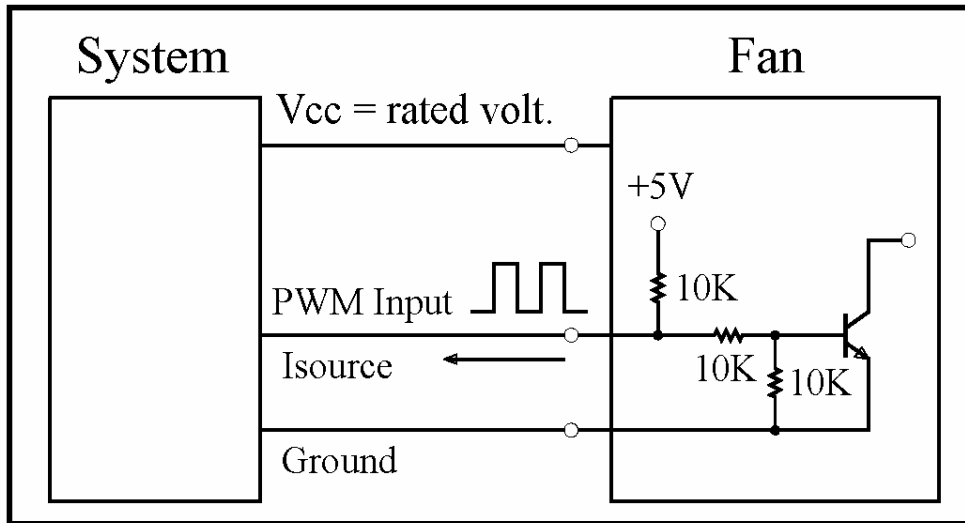 System
Fan
Vcc = rated volt.
+5V
10K
PWM Input
Isource
10K
10K
Ground